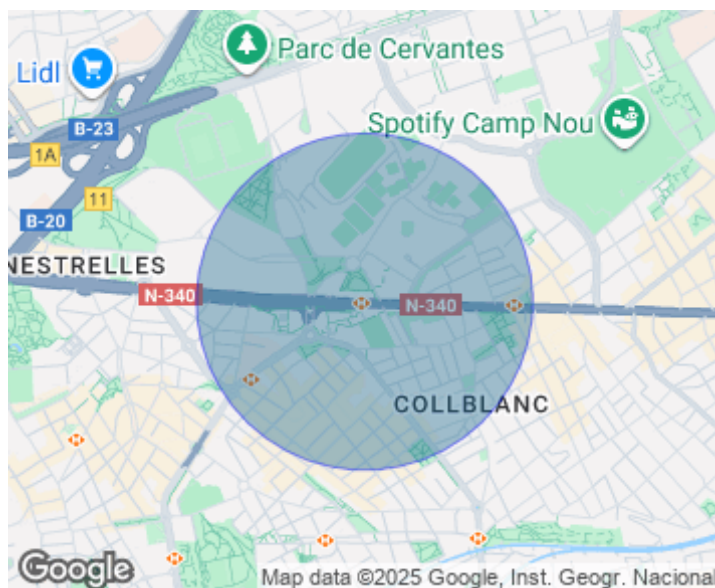 Parc de Cervantes
Lidl
Spotify Camp Nou
B-23
1A
11
B-20
NESTRELLES
N-340
N-340
COLLBLANC
Google
Map data ©2025 Google, Inst. Geogr. Nacional